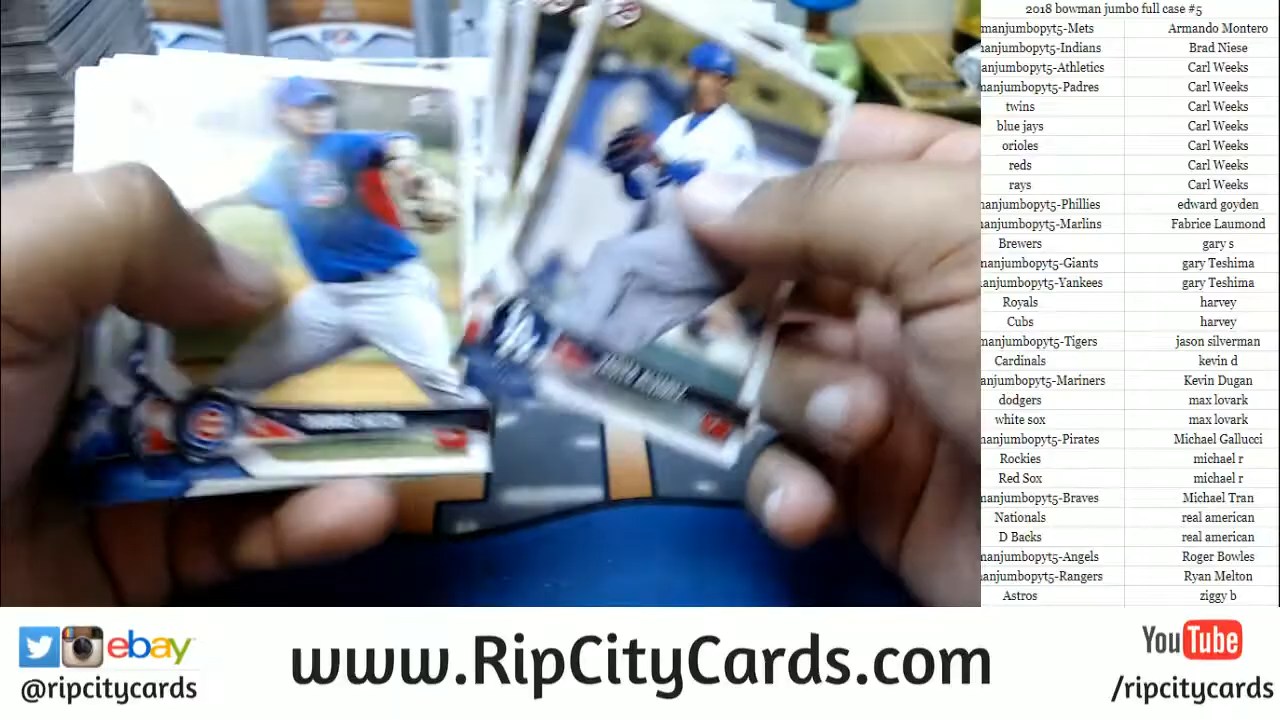 2018 bowman jumbo full case #5
manjumbopyt5-Mets Armando Montero
manjumbopyt5-Indians Brad Niese
anjumbopyt5-Athletics Carl Weeks
manjumbopyt5-Padres Carl Weeks
twins Carl Weeks
blue jays Carl Weeks
orioles Carl Weeks
reds Carl Weeks
rays Carl Weeks
manjumbopyt5-Phillies edward goyden
manjumbopyt5-Marlins Fabrice Laumond
Brewers gary s
manjumbopyt5-Giants gary Teshima
manjumbopyt5-Yankees gary Teshima
Royals harvey
Cubs harvey
manjumbopyt5-Tigers jason silverman
Cardinals kevin d
anjumbopyt5-Mariners Kevin Dugan
dodgers max lovark
white sox max lovark
manjumbopyt5-Pirates Michael Gallucci
Rockies michael r
Red Sox michael r
manjumbopyt5-Braves Michael Tran
Nationals real american
D Backs real american
manjumbopyt5-Angels Roger Bowles
anjumbopyt5-Rangers Ryan Melton
Astros ziggy b
ebay
@ripcitycards
www.RipCityCards.com
YouTube
/ripcitycards